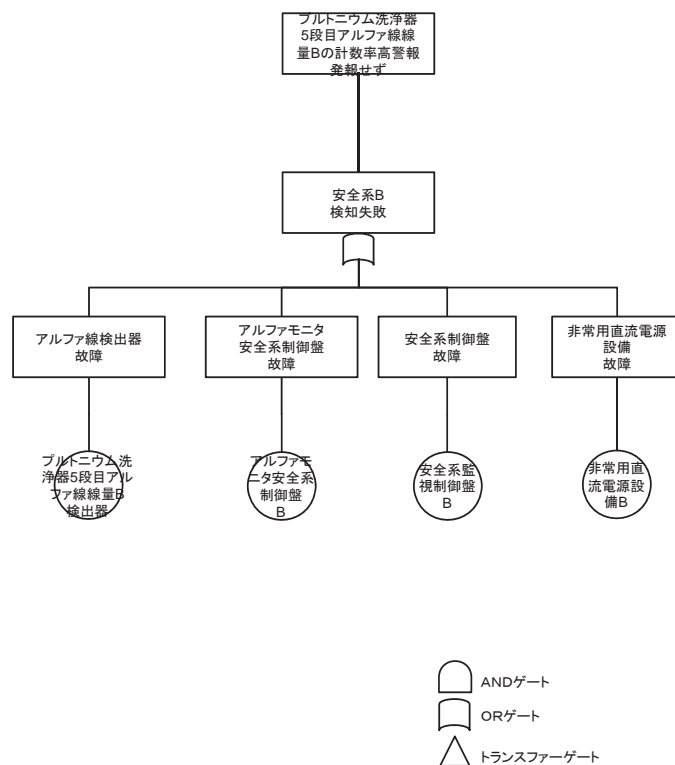 プルトニウム洗浄器
5段目アルファ線線
量Bの計数率高警報
発報せず
安全系B
検知失敗
アルファ線検出器
故障
アルファモニタ
安全系制御盤
故障
安全系制御盤
故障
非常用直流電源
設備
故障
プルトニウム洗
浄器5段目アル
ファ線線量B
検出器
アルファモ
ニタ安全系
制御盤
B
安全系監
視制御盤
B
非常用直
流電源設
備B
ANDゲート
ORゲート
トランスファーゲート